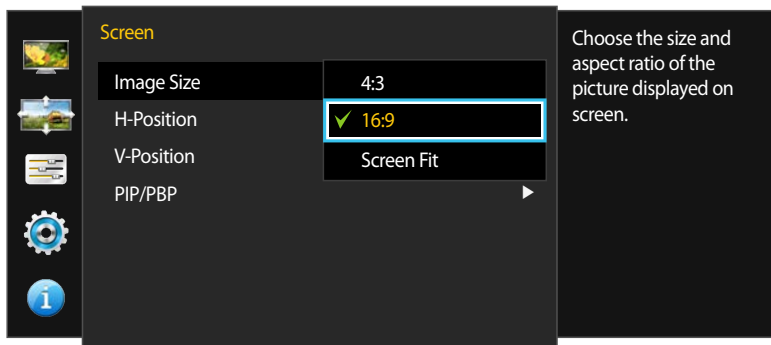 Screen
Image Size
4:3
H-Position
16:9
V-Position
Screen Fit
PIP/PBP
Choose the size and
aspect ratio of the
picture displayed on
screen.